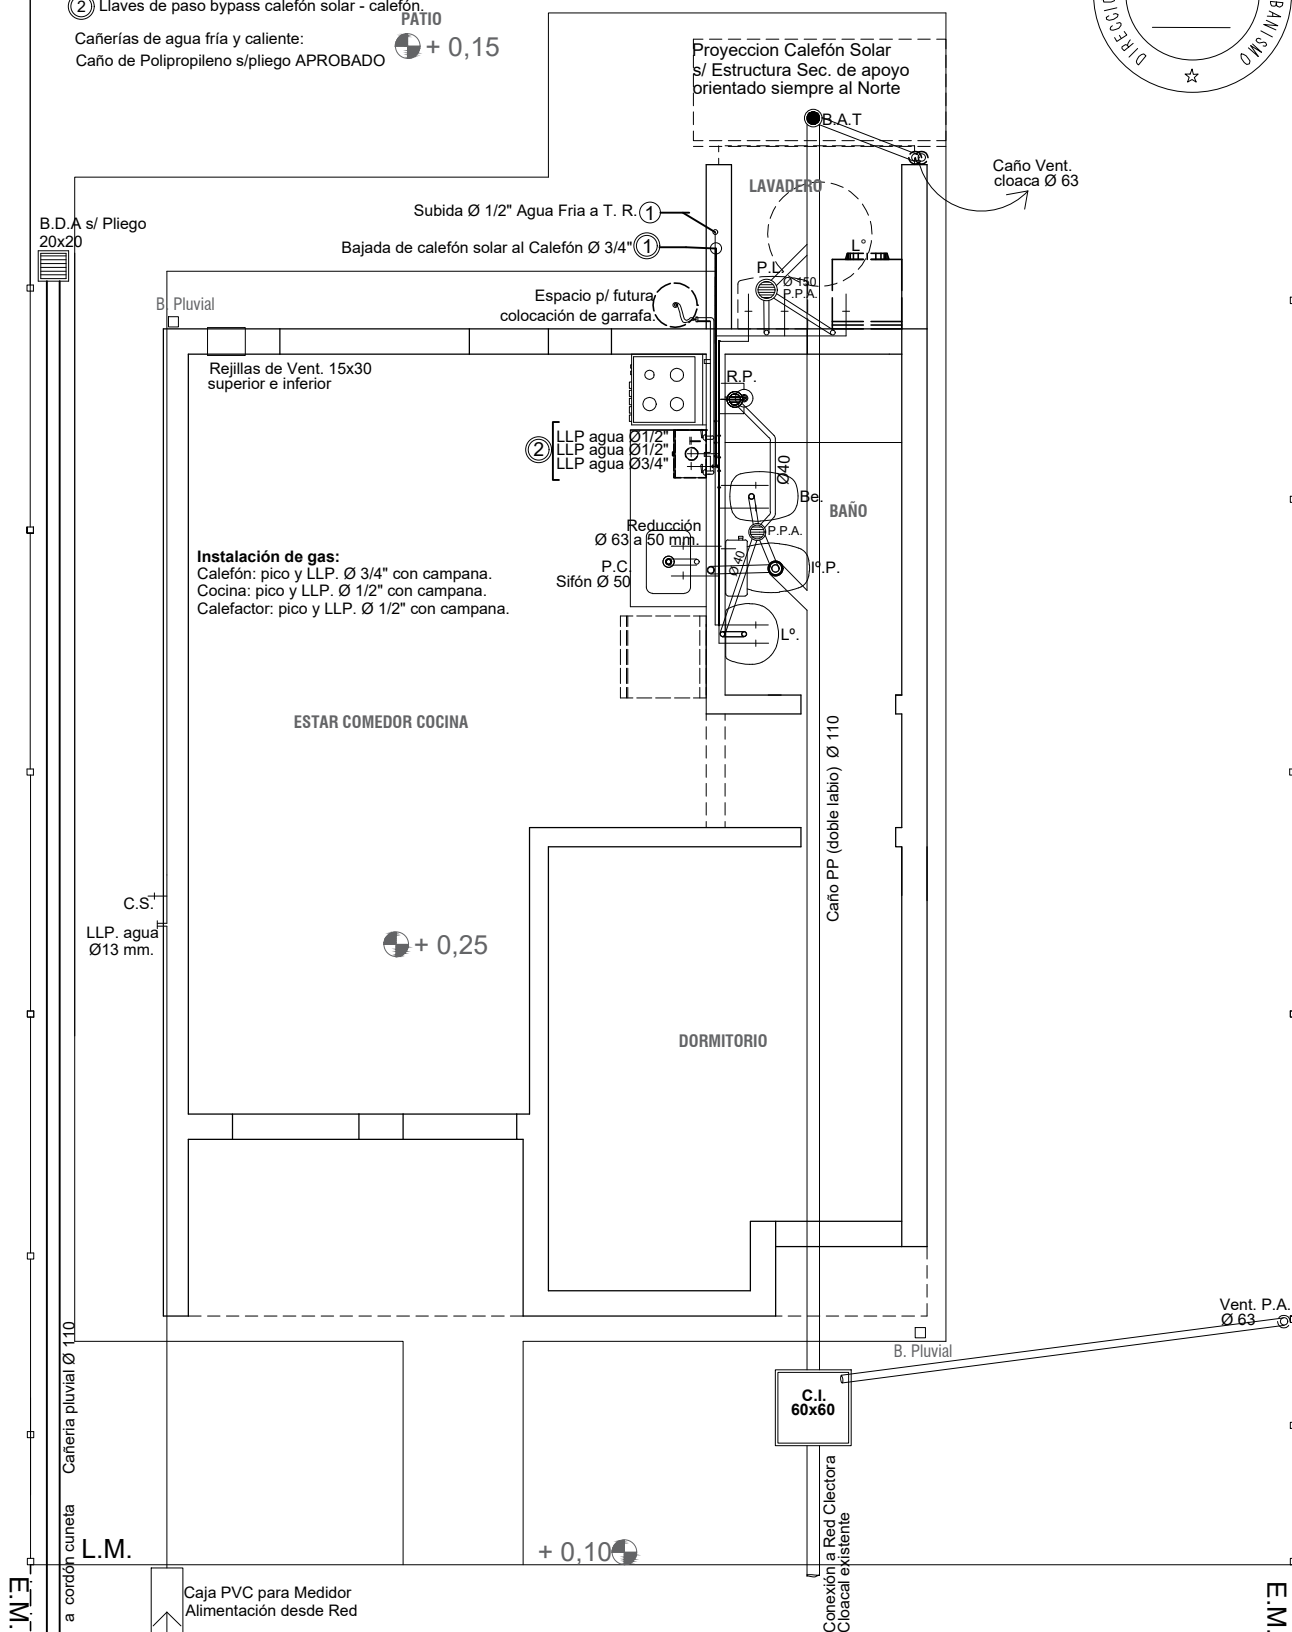 2 Llaves de paso bypass calefón solar - calefón.
PATIO
Cañerías de agua fría y caliente:
Caño de Polipropileno s/pliego APROBADO
+ 0,15
Proyeccion Calefón Solar
s/ Estructura Sec. de apoyo
orientado siempre al Norte
B.A.T
Caño Vent.
cloaca Ø 63
LAVADERO
Subida Ø 1/2" Agua Fria a T. R. 1
Bajada de calefón solar al Calefón Ø 3/4" 1
B.D.A s/ Pliego
20x20
L°
P.L.
Ø 150
P.P.A.
Espacio p/ futura
colocación de garrafa.
B. Pluvial
Rejillas de Vent. 15x30
superior e inferior
R.P.
2
LLP agua Ø1/2"
LLP agua Ø1/2"
LLP agua Ø3/4"
T
Ø40
Be.
BAÑO
P.P.A.
Reducción
Ø 63 a 50 mm.
Ø 40
I°.P.
P.C.
Sifón Ø 50
L°.
Instalación de gas:
Calefón: pico y LLP. Ø 3/4" con campana.
Cocina: pico y LLP. Ø 1/2" con campana.
Calefactor: pico y LLP. Ø 1/2" con campana.
ESTAR COMEDOR COCINA
Caño PP (doble labio) Ø 110
C.S.
LLP. agua
Ø13 mm.
+ 0,25
DORMITORIO
Vent. P.A.
Ø 63
B. Pluvial
C.I.
60x60
Cañeria pluvial Ø 110
a cordón cuneta
Conexión a Red Clectora
Cloacal existente
L.M.
+ 0,10
E.M.
E.M.
Caja PVC para Medidor
Alimentación desde Red